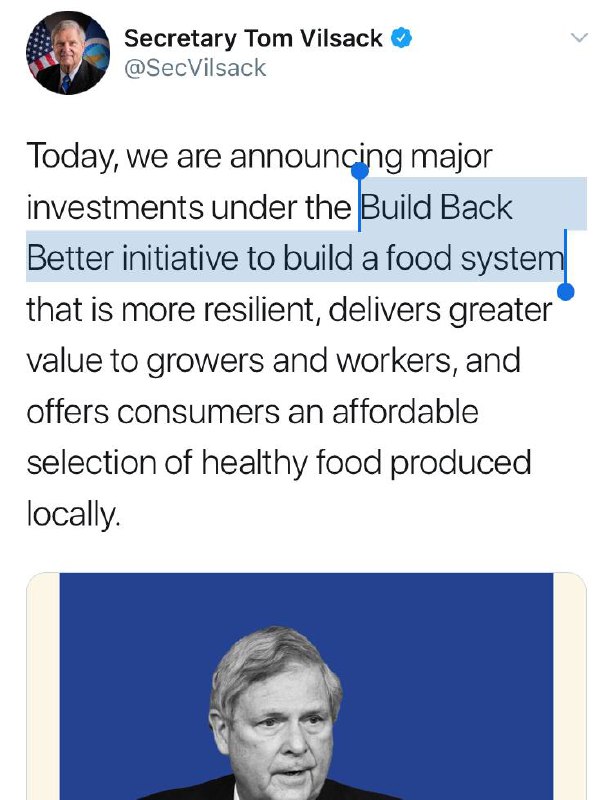 Secretary Tom Vilsack
@SecVilsack
Today, we are announcing major
investments under the Build Back
Better initiative to build a food system
that is more resilient, delivers greater
value to growers and workers, and
offers consumers an affordable
selection of healthy food produced
locally.